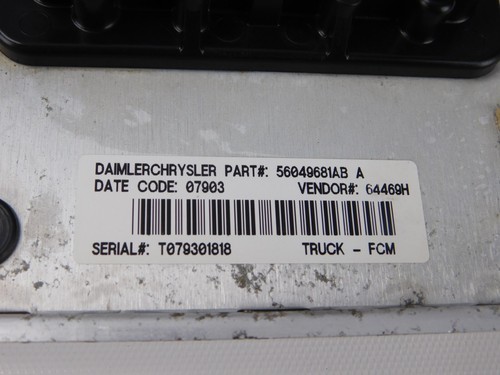 DAIMLERCHRYSLER PART#: 56049681AB A
DATE CODE: 07903 VENDOR#: 64469H
SERIAL#: T079301818 TRUCK - FCM